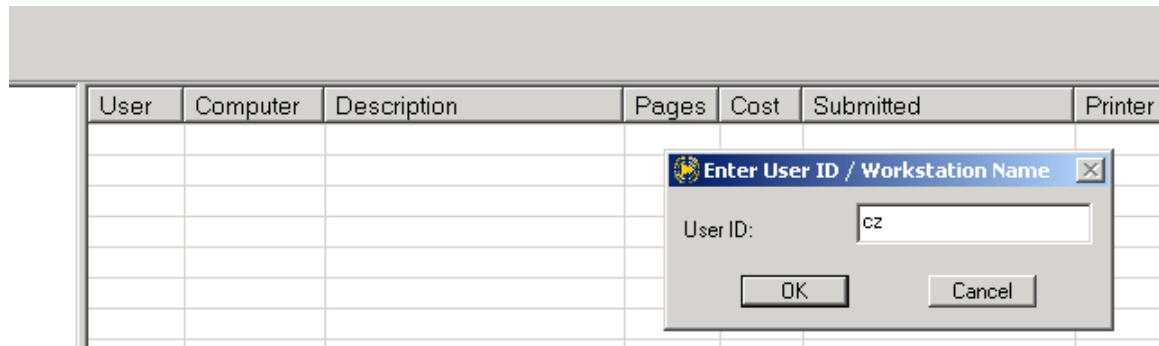 User Computer Description Pages Cost Submitted Printer
Enter User ID / Workstation Name
User ID: cz
OK Cancel